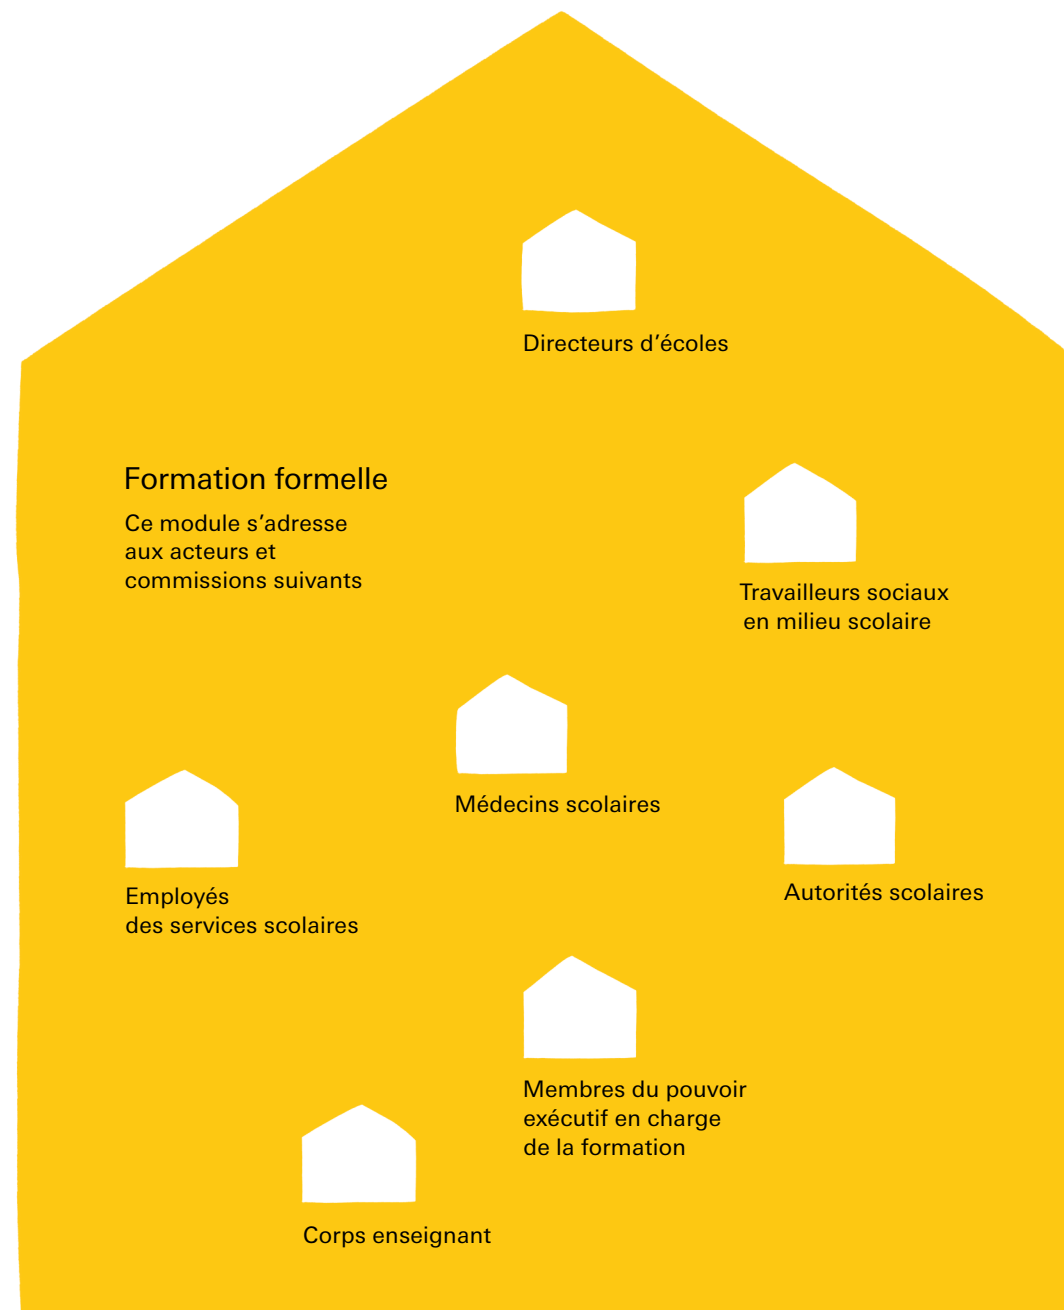 Directeurs d’écoles
Formation formelle
Ce module s’adresse
aux acteurs et
commissions suivants
Travailleurs sociaux
en milieu scolaire
Médecins scolaires
Employés
des services scolaires
Autorités scolaires
Membres du pouvoir
exécutif en charge
de la formation
Corps enseignant